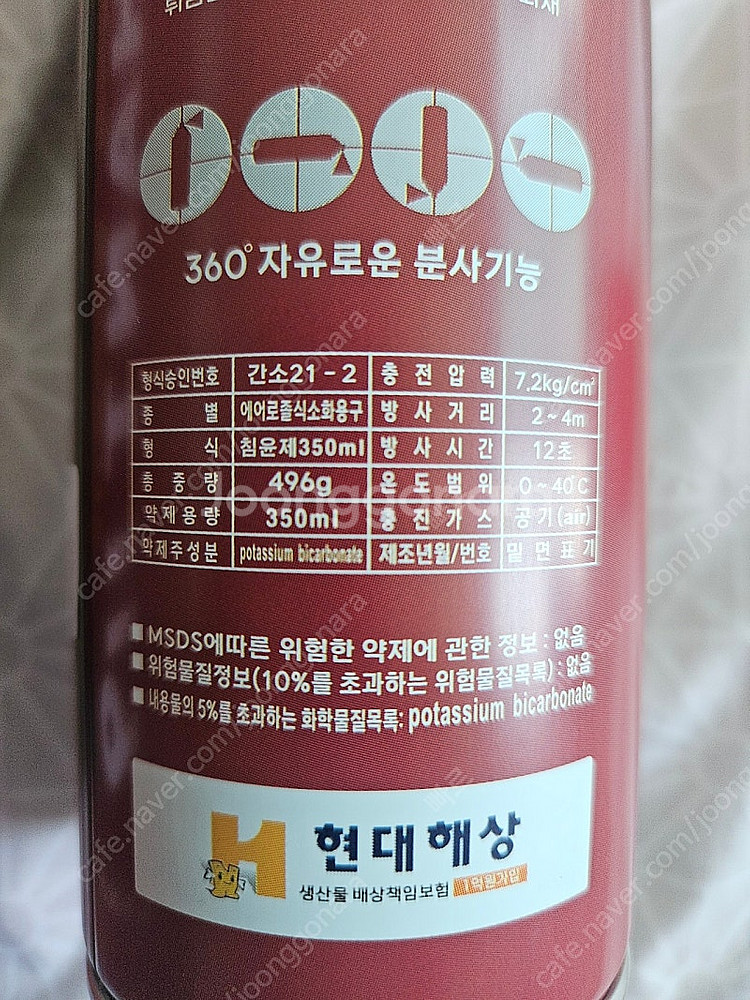 360° 자유로운 분사기능
형식승인번호 간소21-2 충전압력 7.2kg/cm²
종별 에어로졸식소화용구 방사거리 2~4m
형식 침윤제350ml 방사시간 12초
총중량 496g 온도범위 0~40℃
약제용량 350ml 충진가스 공기(air)
약제주성분 potassium bicarbonate 제조년월/번호 밑면표기
■ MSDS에따른 위험한 약제에 관한 정보 : 없음
■ 위험물질정보(10%를 초과하는 위험물질목록) : 없음
■ 내용물의 5%를 초과하는 화학물질목록: potassium bicarbonate
현대해상
생산물 배상책임보험 1억원가입
joonggonara
cafe.naver.com/joonggonara